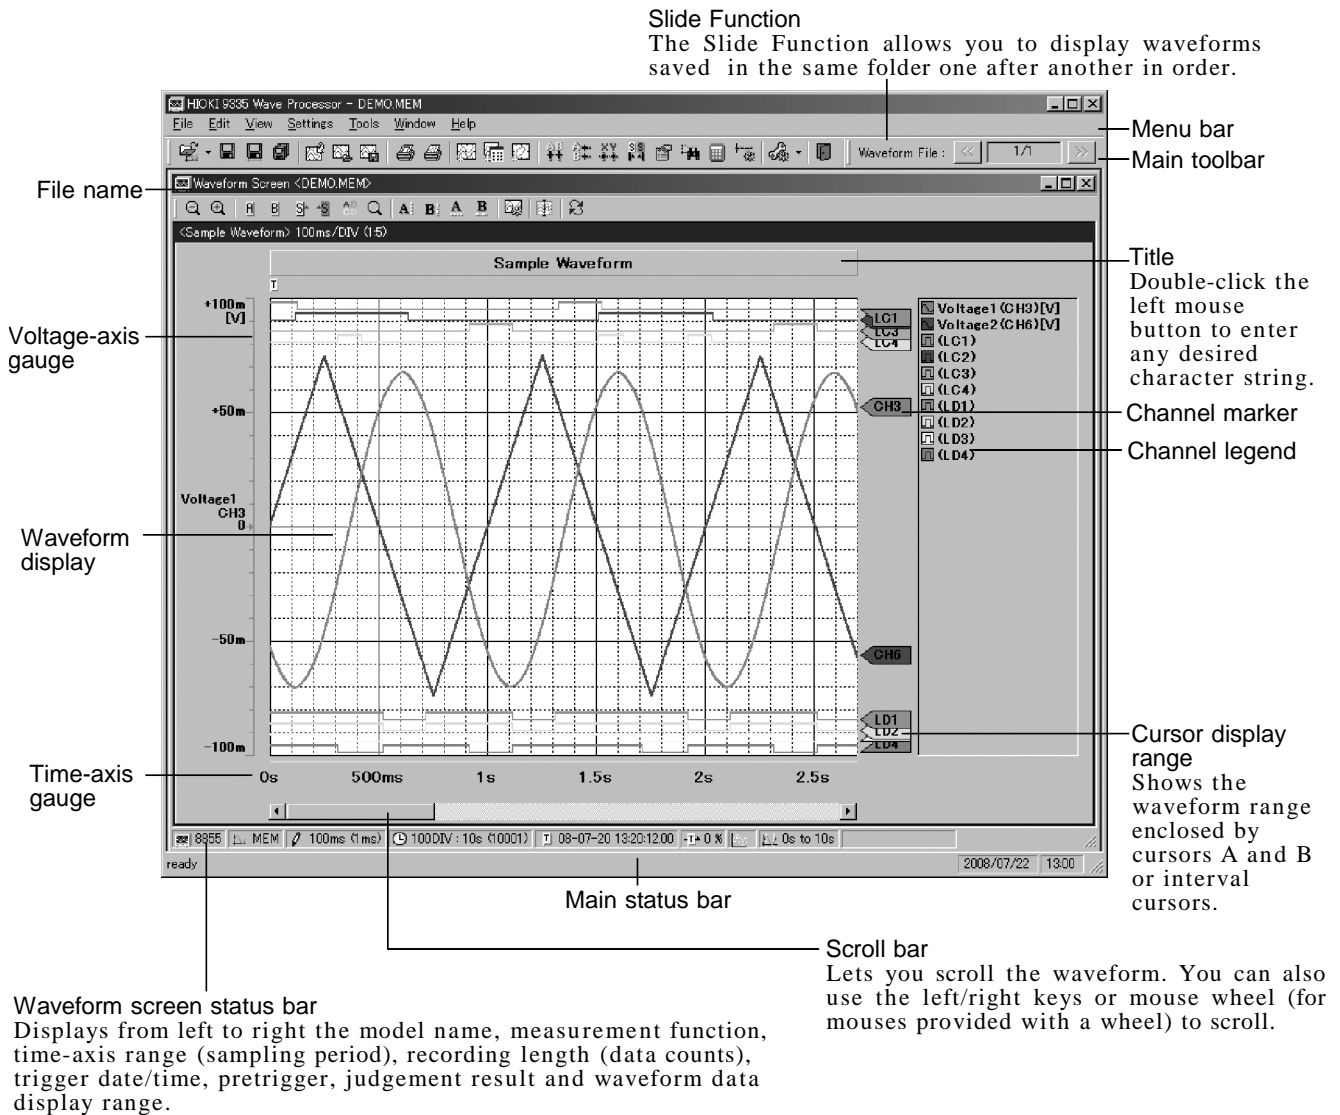 Slide Function
The Slide Function allows you to display waveforms
saved in the same folder one after another in order.
HIOKI 9335 Wave Processor - DEMO.MEM
File Edit View Settings Tools Window Help
Menu bar
Waveform File : << 1/1 >>
Main toolbar
File name
Waveform Screen <DEMO.MEM>
A B A B
<Sample Waveform> 100ms/DIV (1:5)
Sample Waveform
Title
Double-click the
left mouse
button to enter
any desired
character string.
T
+100m
[V]
Voltage-axis
gauge
LC1
LC3
LC4
Voltage1(CH3)[V]
Voltage2(CH6)[V]
(LC1)
(LC2)
(LC3)
(LC4)
(LD1)
(LD2)
(LD3)
(LD4)
+50m
CH3
Channel marker
Channel legend
Voltage1
CH3
0
Waveform
display
-50m
CH6
LD1
LD2
LD4
-100m
Cursor display
range
Shows the
waveform range
enclosed by
cursors A and B
or interval
cursors.
Time-axis
gauge
0s 500ms 1s 1.5s 2s 2.5s
8855 MEM 100ms (1ms) 100DIV : 10s (10001) T 08-07-20 13:20:12.00 -T+ 0 % 0s to 10s
ready 2008/07/22 13:00
Main status bar
Scroll bar
Lets you scroll the waveform. You can also
use the left/right keys or mouse wheel (for
mouses provided with a wheel) to scroll.
Waveform screen status bar
Displays from left to right the model name, measurement function,
time-axis range (sampling period), recording length (data counts),
trigger date/time, pretrigger, judgement result and waveform data
display range.